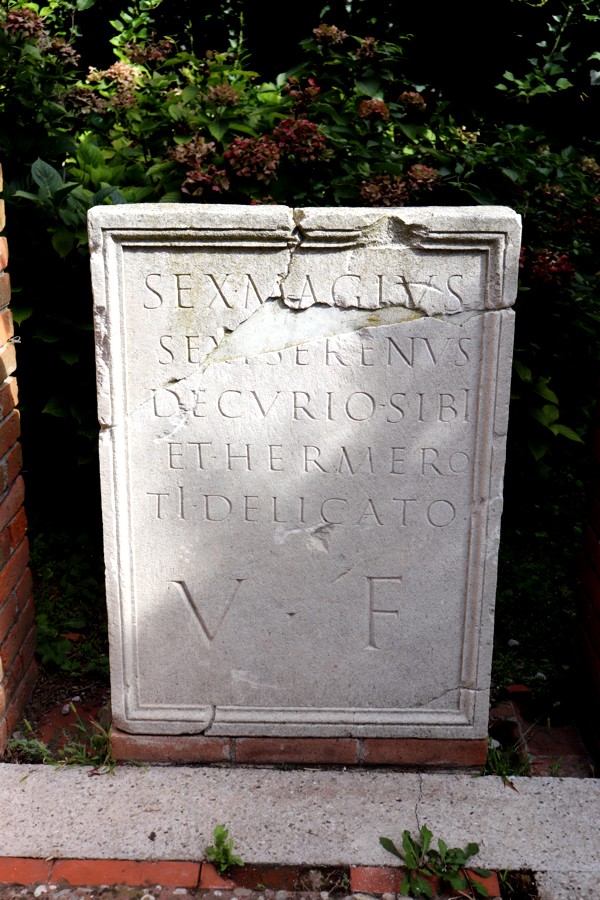 SEX MAGIVS
SEX F SERENVS
DECVRIO·SIBI
ET·HERMERO
TI·DELICATO
V · F